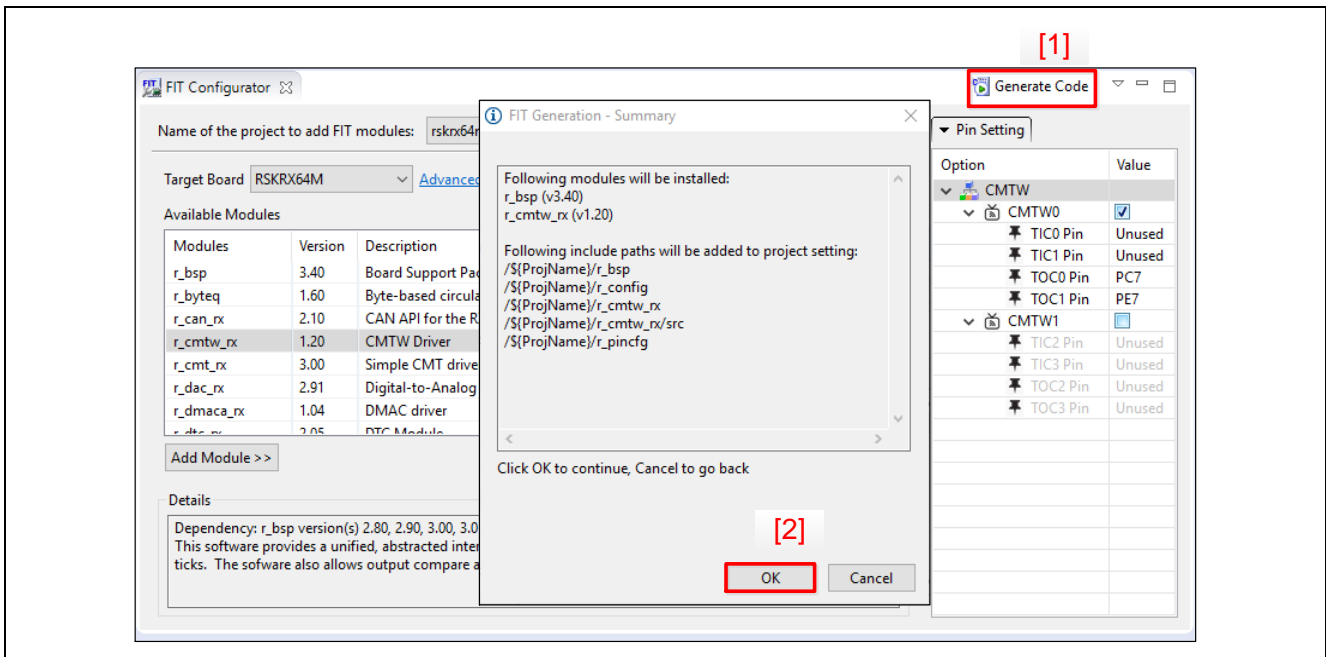 [1]
FIT Configurator
Generate Code
Name of the project to add FIT modules:
Target Board RSKRX64M Advanced
Available Modules
Modules Version Description
r_bsp 3.40 Board Support
r_byteq 1.60 Byte-based
r_can_rx 2.10 CAN API for the
r_cmtw_rx 1.20 CMTW Driver
r_cmt_rx 3.00 Simple CMT
r_dac_rx 2.91 Digital-to-Analog
r_dmaca_rx 1.04 DMAC driver
r_dtc_rx 2.05 DTC Module
Add Module >>
Details
Dependency: r_bsp version(s) 2.80, 2.90, 3.00,
This software provides a unified, abstracted
ticks. The sofware also allows output compare
FIT Generation - Summary
Following modules will be installed:
r_bsp (v3.40)
r_cmtw_rx (v1.20)
Following include paths will be added to project setting:
/${ProjName}/r_bsp
/${ProjName}/r_config
/${ProjName}/r_cmtw_rx
/${ProjName}/r_cmtw_rx/src
/${ProjName}/r_pincfg
Click OK to continue, Cancel to go back
[2]
OK Cancel
Pin Setting
Option Value
CMTW
CMTW0
TIC0 Pin Unused
TIC1 Pin Unused
TOC0 Pin PC7
TOC1 Pin PE7
CMTW1
TIC2 Pin Unused
TIC3 Pin Unused
TOC2 Pin Unused
TOC3 Pin Unused